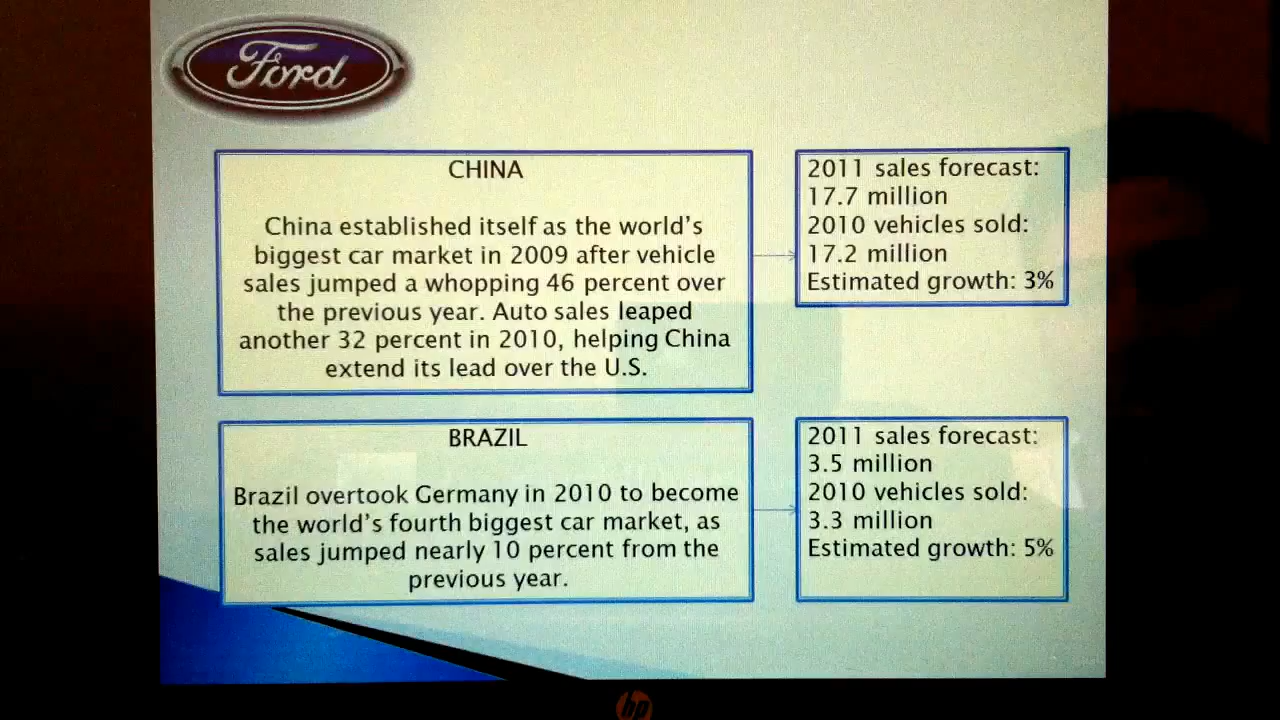 Ford
CHINA
China established itself as the world's
biggest car market in 2009 after vehicle
sales jumped a whopping 46 percent over
the previous year. Auto sales leaped
another 32 percent in 2010, helping China
extend its lead over the U.S.
2011 sales forecast:
17.7 million
2010 vehicles sold:
17.2 million
Estimated growth: 3%
BRAZIL
Brazil overtook Germany in 2010 to become
the world's fourth biggest car market, as
sales jumped nearly 10 percent from the
previous year.
2011 sales forecast:
3.5 million
2010 vehicles sold:
3.3 million
Estimated growth: 5%
hp